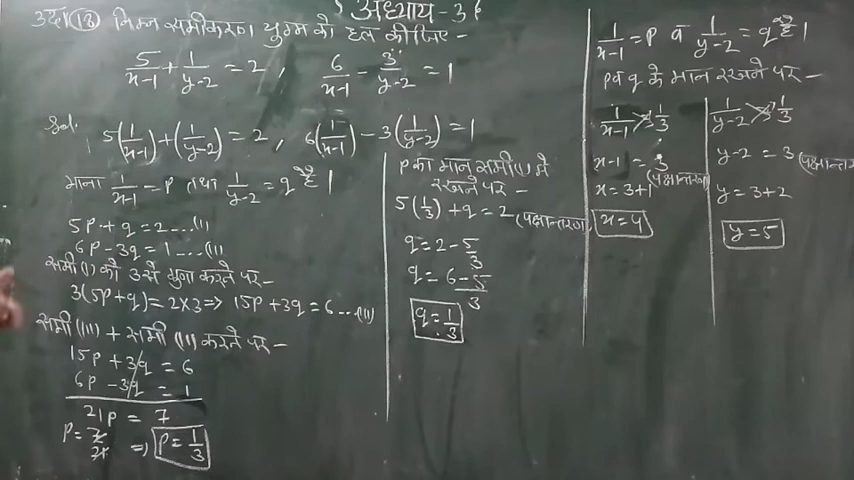 अध्याय-3
उदा(18) निम्न समीकरण युग्म को हल कीजिए -
5/(x-1) + 1/(y-2) = 2 , 6/(x-1) - 3/(y-2) = 1
Sol.
5(1/(x-1)) + (1/(y-2)) = 2 , 6(1/(x-1)) - 3(1/(y-2)) = 1
माना 1/(x-1) = p तथा 1/(y-2) = q है।
5p + q = 2 ...(I)
6p - 3q = 1 ...(II)
समी (I) को 3 से गुणा करने पर -
3(5p + q) = 2×3 => 15p + 3q = 6 ...(III)
समी (III) + समी (II) करने पर -
15p + 3q = 6
6p - 3q = 1
21p = 7
p = 7/21 => p = 1/3
p का मान समी (I) में
रखने पर -
5(1/3) + q = 2 (पक्षान्तरण)
q = 2 - 5/3
q = (6-5)/3
q = 1/3
1/(x-1) = p व 1/(y-2) = q है।
p व q के मान रखने पर -
1/(x-1) = 1/3
x-1 = 3 (पक्षान्तरण)
x = 3+1
x = 4
1/(y-2) = 1/3
y-2 = 3 (पक्षान्तरण
y = 3+2
y = 5